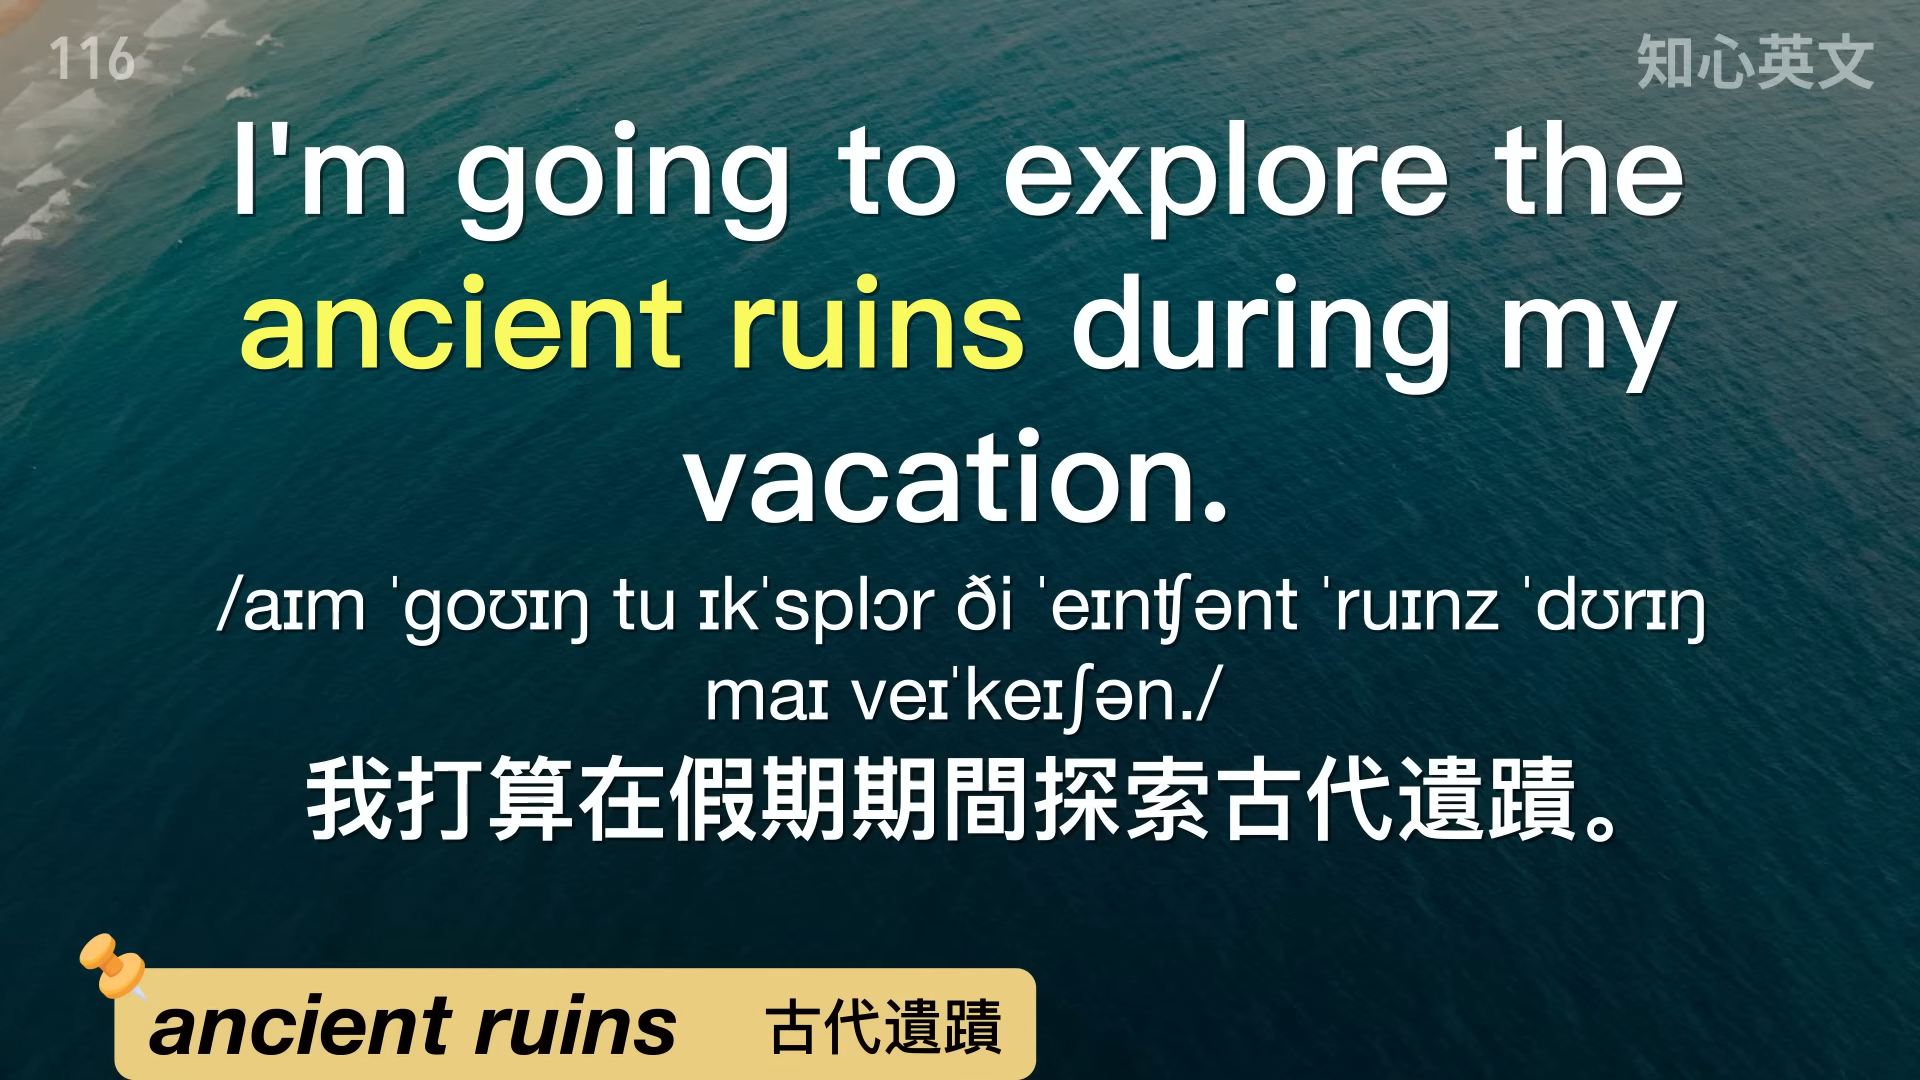 116
知心英文
I'm going to explore the
ancient ruins during my
vacation.
/aɪm ˈgoʊɪŋ tu ɪkˈsplɔr ði ˈeɪnʧənt ˈruɪnz ˈdʊrɪŋ
maɪ veɪˈkeɪʃən./
我打算在假期期間探索古代遺蹟。
ancient ruins 古代遺蹟